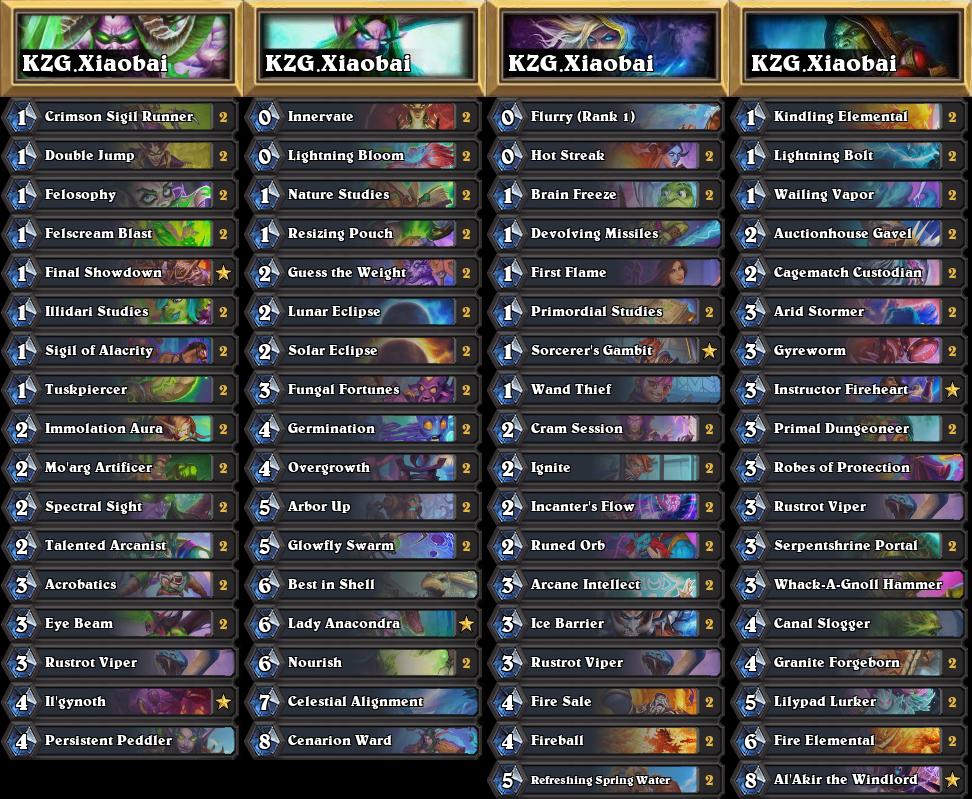 KZG.Xiaobai
1 Crimson Sigil Runner 2
1 Double Jump 2
1 Felosophy 2
1 Felscream Blast 2
1 Final Showdown
1 Illidari Studies 2
1 Sigil of Alacrity 2
1 Tuskpiercer 2
2 Immolation Aura 2
2 Mo'arg Artificer 2
2 Spectral Sight 2
2 Talented Arcanist 2
3 Acrobatics 2
3 Eye Beam 2
3 Rustrot Viper
4 Il'gynoth
4 Persistent Peddler
KZG.Xiaobai
0 Innervate 2
0 Lightning Bloom 2
1 Nature Studies 2
1 Resizing Pouch 2
2 Guess the Weight 2
2 Lunar Eclipse 2
2 Solar Eclipse 2
3 Fungal Fortunes 2
4 Germination 2
4 Overgrowth 2
5 Arbor Up 2
5 Glowfly Swarm 2
6 Best in Shell
6 Lady Anacondra
6 Nourish 2
7 Celestial Alignment
8 Cenarion Ward
KZG.Xiaobai
0 Flurry (Rank 1)
0 Hot Streak 2
1 Brain Freeze 2
1 Devolving Missiles
1 First Flame
1 Primordial Studies 2
1 Sorcerer's Gambit
1 Wand Thief
2 Cram Session 2
2 Ignite 2
2 Incanter's Flow 2
2 Runed Orb 2
3 Arcane Intellect 2
3 Ice Barrier 2
3 Rustrot Viper
4 Fire Sale 2
4 Fireball 2
5 Refreshing Spring Water 2
KZG.Xiaobai
1 Kindling Elemental 2
1 Lightning Bolt 2
1 Wailing Vapor 2
2 Auctionhouse Gavel 2
2 Cagematch Custodian 2
3 Arid Stormer 2
3 Gyreworm 2
3 Instructor Fireheart
3 Primal Dungeoneer 2
3 Robes of Protection
3 Rustrot Viper
3 Serpentshrine Portal 2
3 Whack-A-Gnoll Hammer
4 Canal Slogger
4 Granite Forgeborn 2
5 Lilypad Lurker 2
6 Fire Elemental 2
8 Al'Akir the Windlord